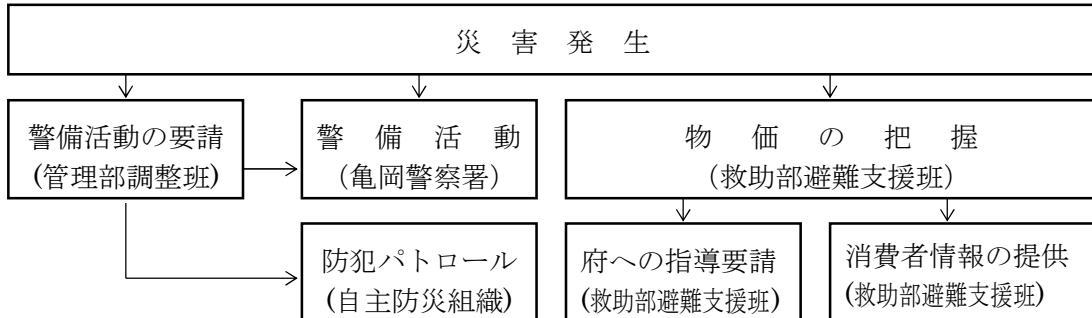 災害発生
警備活動の要請
(管理部調整班)
警備活動
（亀岡警察署）
物価の把握
（救助部避難支援班）
防犯パトロール
(自主防災組織)
府への指導要請
(救助部避難支援班)
消費者情報の提供
(救助部避難支援班)